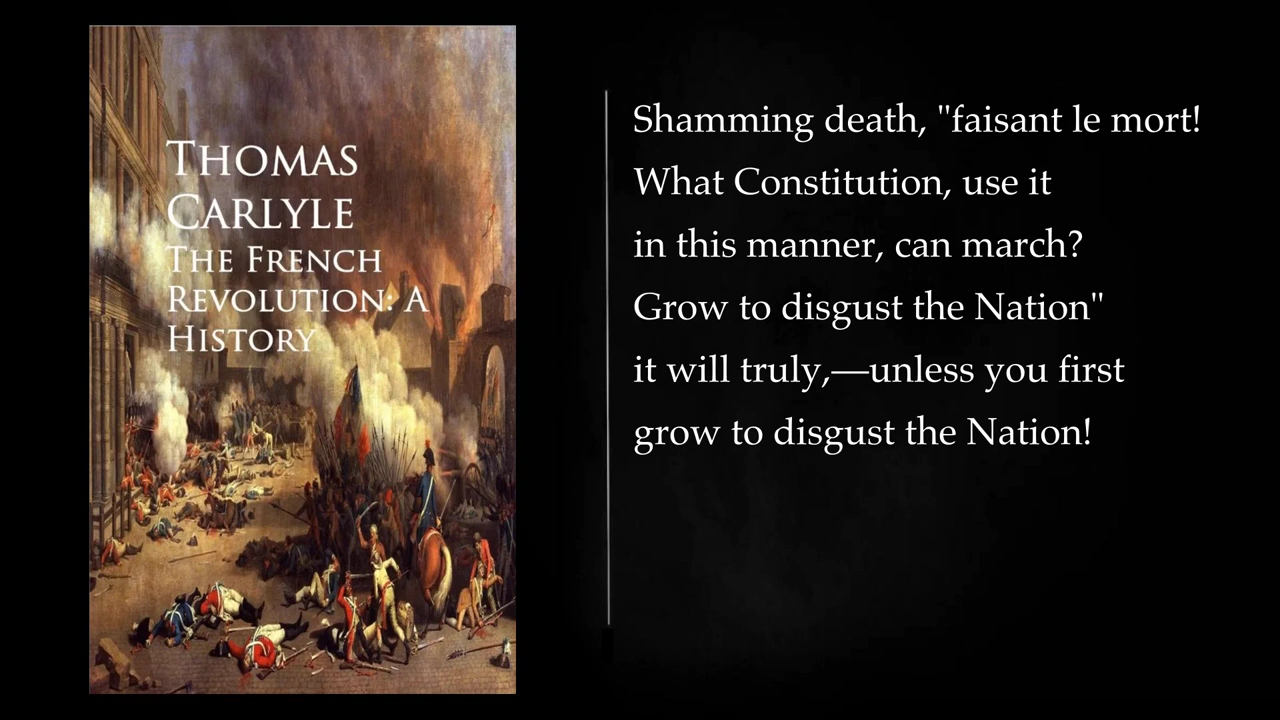 THOMAS
CARLYLE
THE FRENCH
REVOLUTION: A
HISTORY
Shamming death, "faisant le mort!
What Constitution, use it
in this manner, can march?
Grow to disgust the Nation"
it will truly,—unless you first
grow to disgust the Nation!